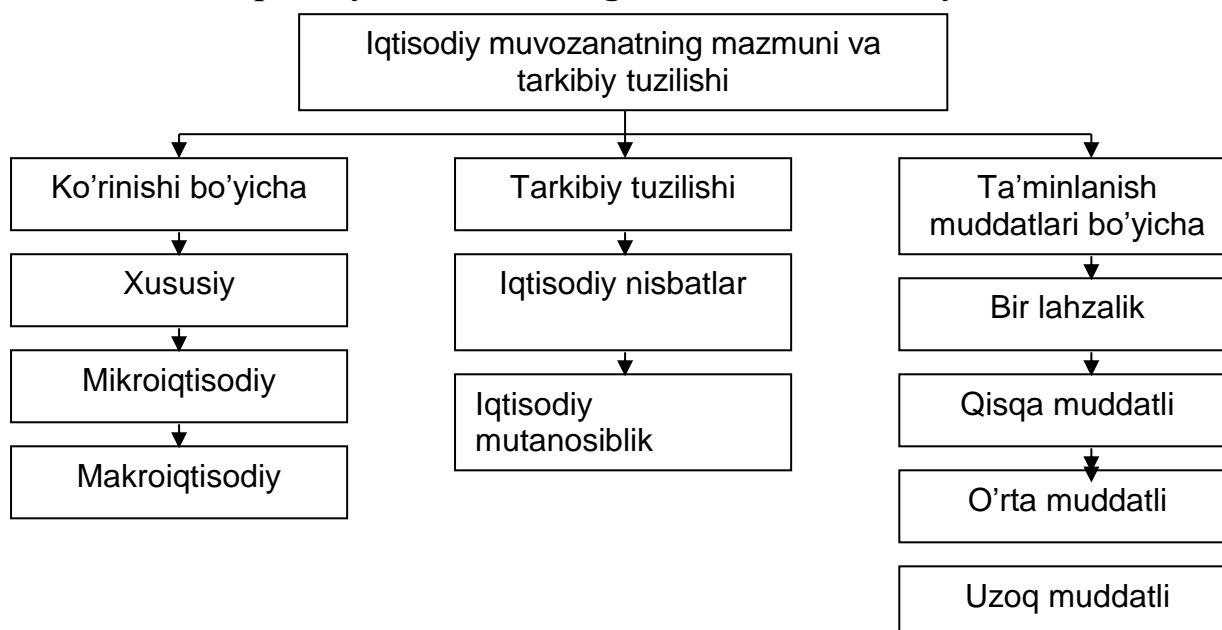 Iqtisodiy muvozanatning mazmuni va
tarkibiy tuzilishi
Ko’rinishi bo’yicha
Xususiy
Mikroiqtisodiy
Makroiqtisodiy
Tarkibiy tuzilishi
Iqtisodiy nisbatlar
Iqtisodiy
mutanosiblik
Ta’minlanish
muddatlari bo’yicha
Bir lahzalik
Qisqa muddatli
O’rta muddatli
Uzoq muddatli